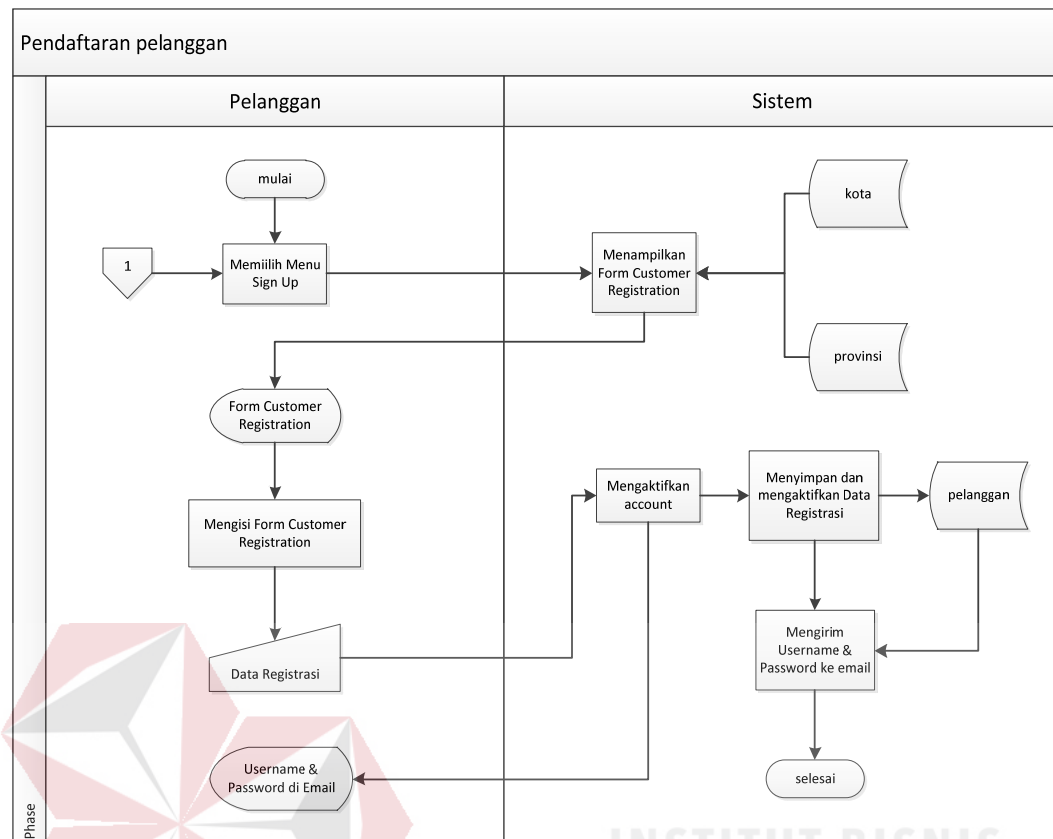 Pendaftaran pelanggan
Pelanggan
Sistem
mulai
kota
1
Memiilih Menu
Sign Up
Menampilkan
Form Customer
Registration
provinsi
Form Customer
Registration
Mengisi Form Customer
Registration
Mengaktifkan
account
Menyimpan dan
mengaktifkan Data
Registrasi
pelanggan
Data Registrasi
Mengirim
Username &
Password ke email
Username &
Password di Email
selesai
Phase
INSTITUT BISNIS